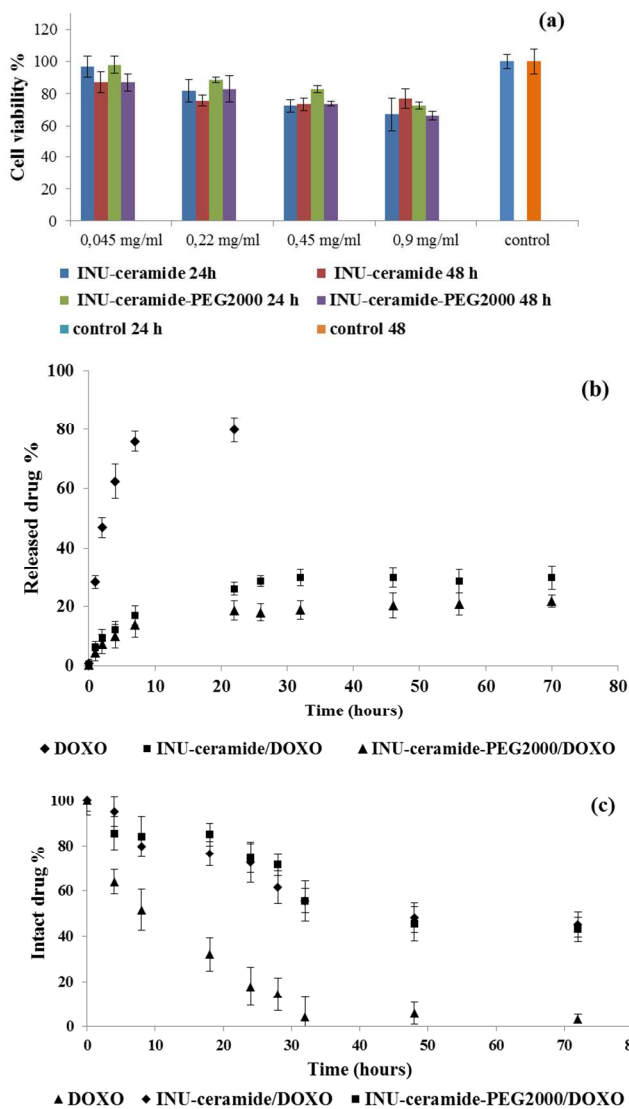 (a)
Cell viability %
120
100
80
60
40
20
0
0,045 mg/ml 0,22 mg/ml 0,45 mg/ml 0,9 mg/ml control
INU-ceramide 24h INU-ceramide 48 h
INU-ceramide-PEG2000 24 h INU-ceramide-PEG2000 48 h
control 24 h control 48
(b)
Released drug %
100
80
60
40
20
0
0 10 20 30 40 50 60 70 80
Time (hours)
DOXO INU-ceramide/DOXO INU-ceramide-PEG2000/DOXO
(c)
Intact drug %
100
80
60
40
20
0
0 20 40 60 8
Time (hours)
DOXO INU-ceramide/DOXO INU-ceramide-PEG2000/DOXO